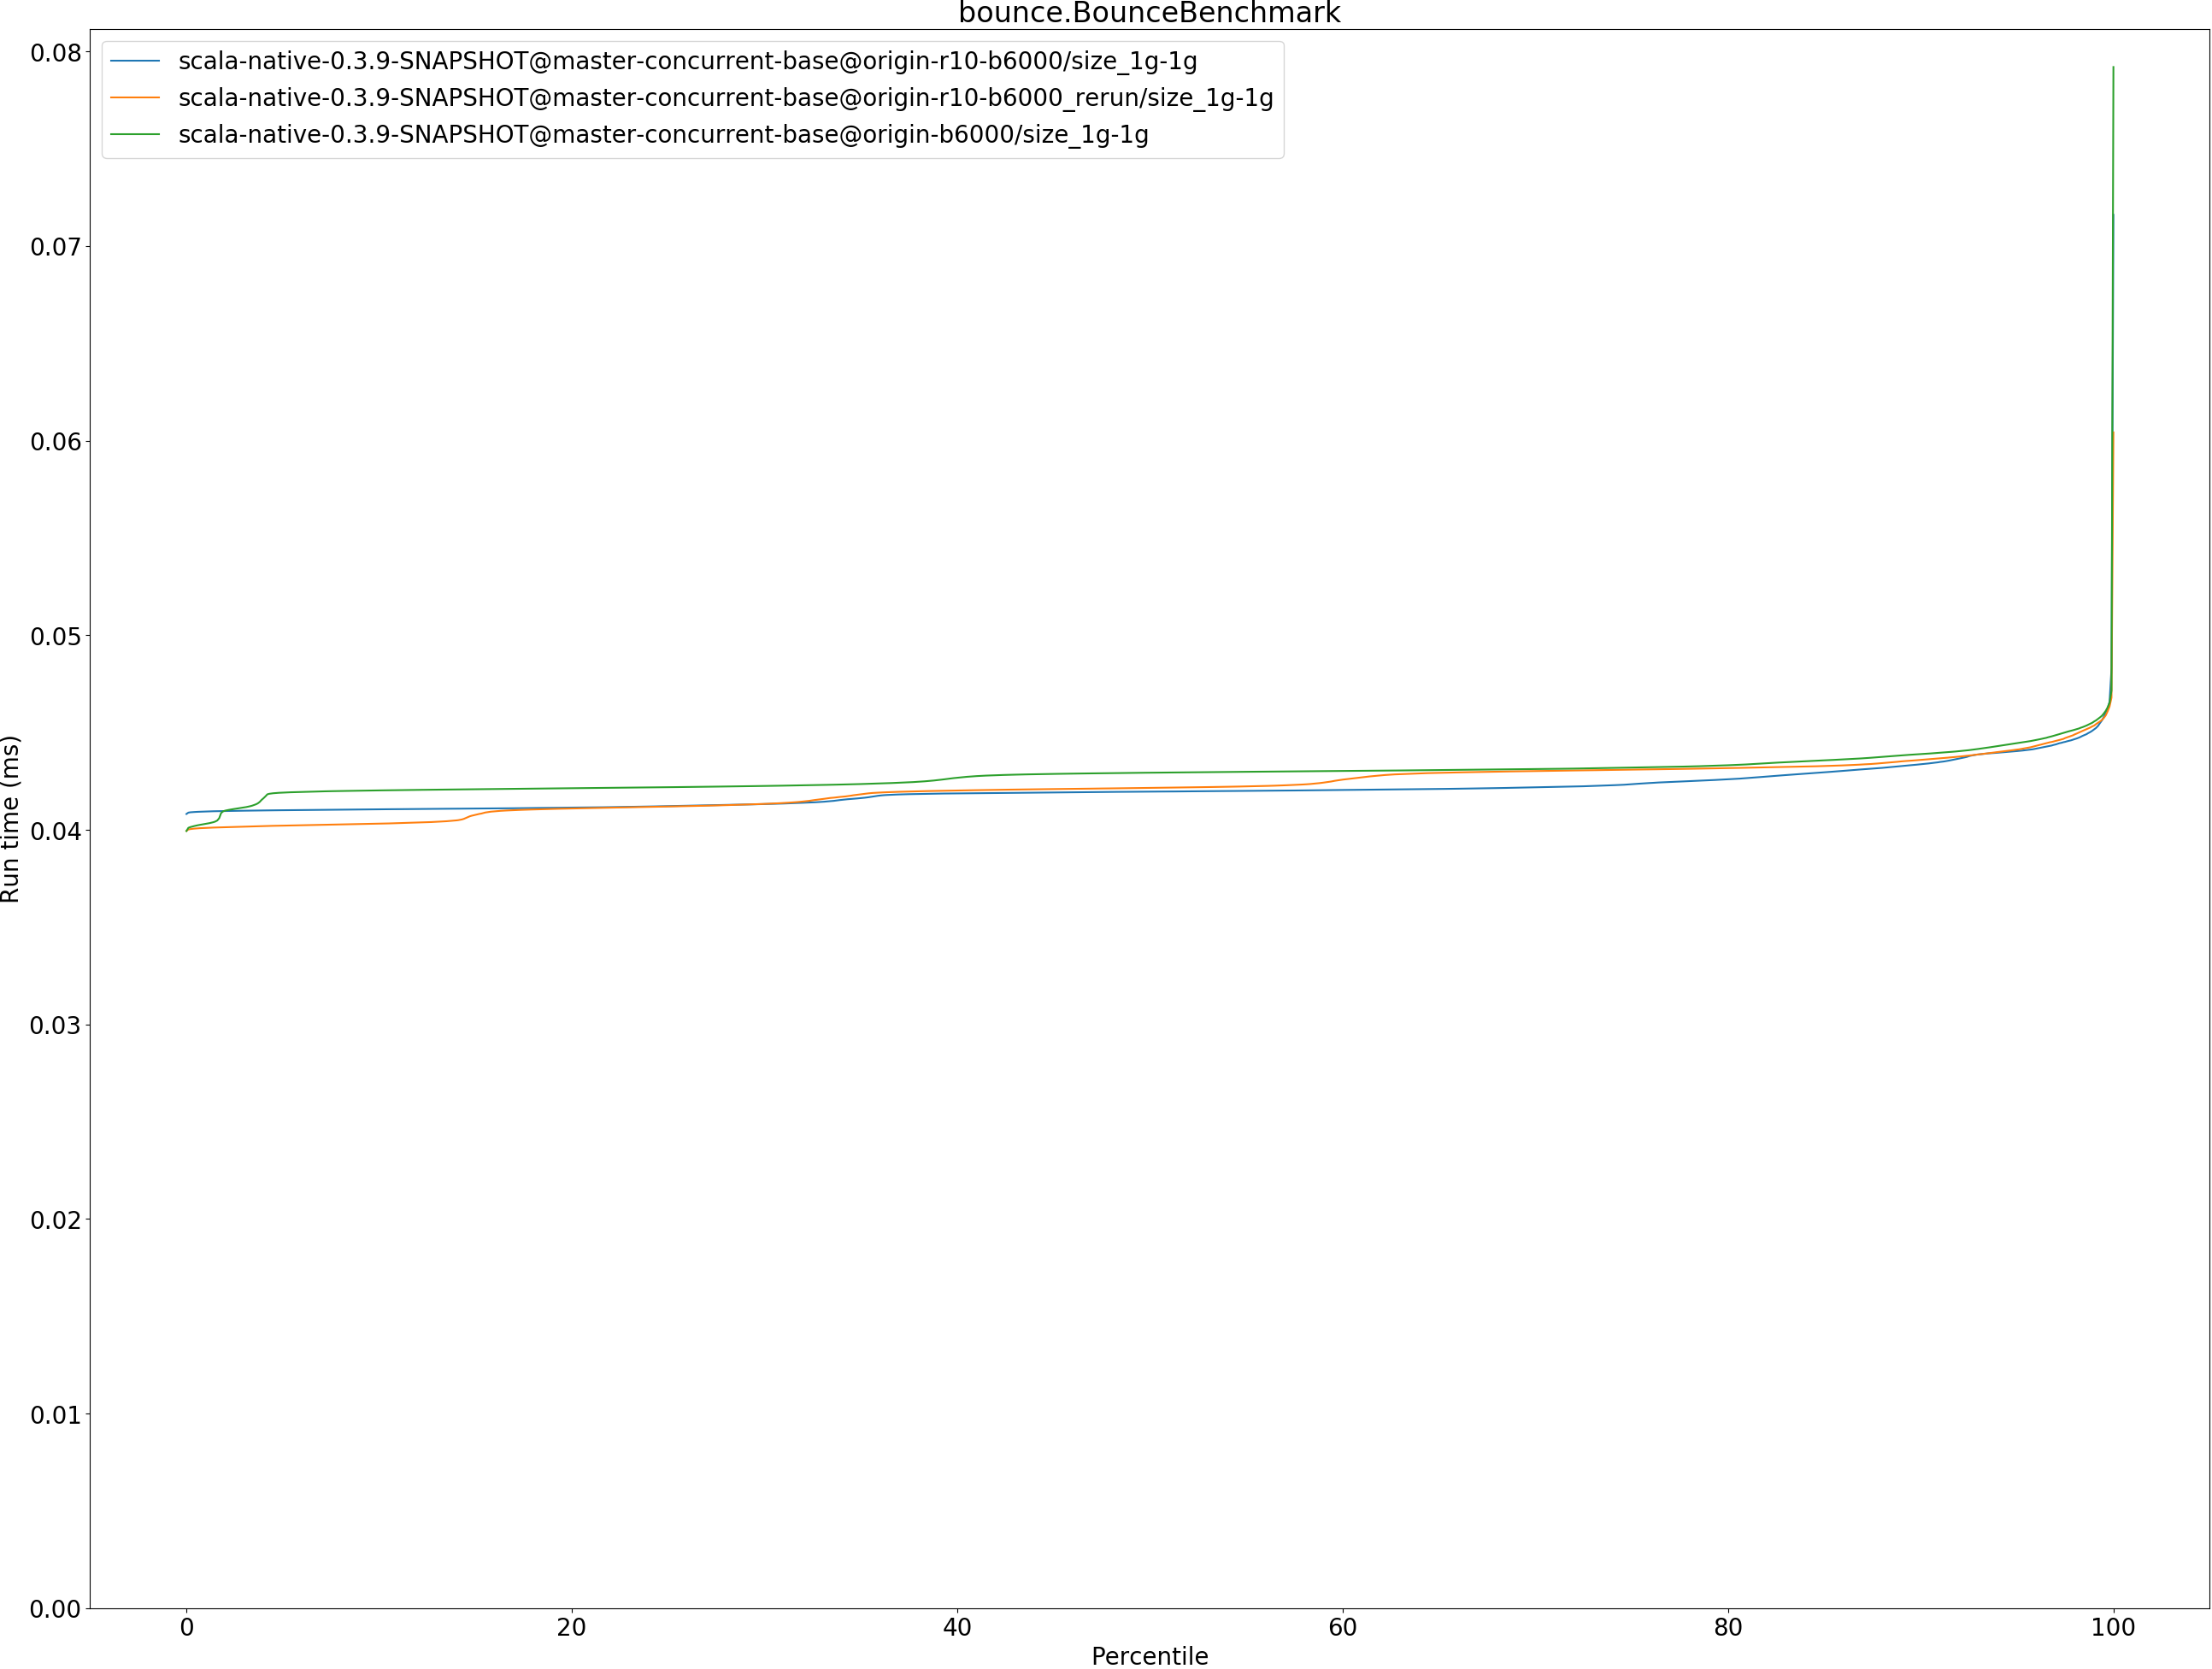 bounce.BounceBenchmark
scala-native-0.3.9-SNAPSHOT@master-concurrent-base@origin-r10-b6000/size_1g-1g
scala-native-0.3.9-SNAPSHOT@master-concurrent-base@origin-r10-b6000_rerun/size_1g-1g
scala-native-0.3.9-SNAPSHOT@master-concurrent-base@origin-b6000/size_1g-1g
0.08
0.07
0.06
0.05
0.04
0.03
0.02
0.01
0.00
Run time (ms)
0 20 40 60 80 100
Percentile